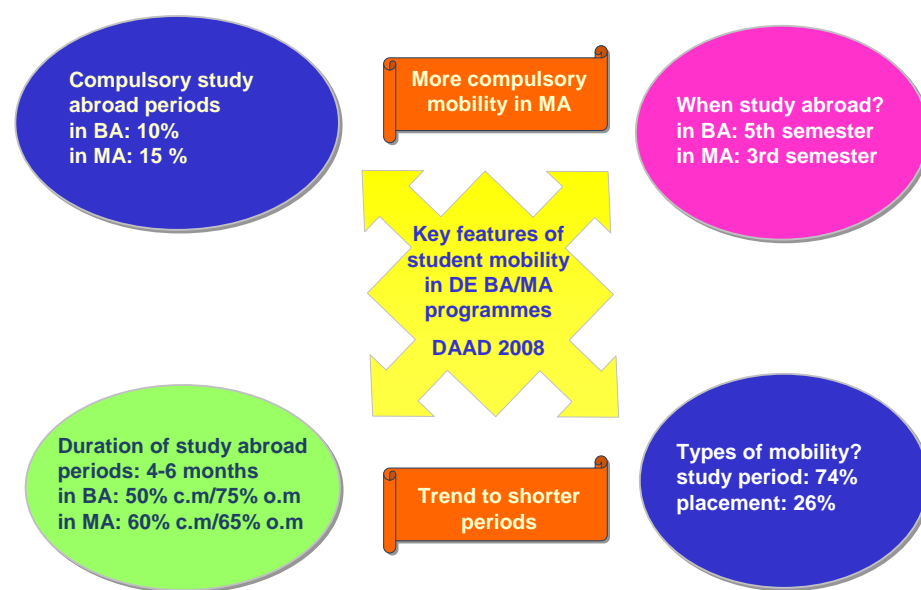 Compulsory study
abroad periods
in BA: 10%
in MA: 15 %
More compulsory
mobility in MA
When study abroad?
in BA: 5th semester
in MA: 3rd semester
Key features of
student mobility
in DE BA/MA
programmes
DAAD 2008
Duration of study abroad
periods: 4-6 months
in BA: 50% c.m/75% o.m
in MA: 60% c.m/65% o.m
Trend to shorter
periods
Types of mobility?
study period: 74%
placement: 26%